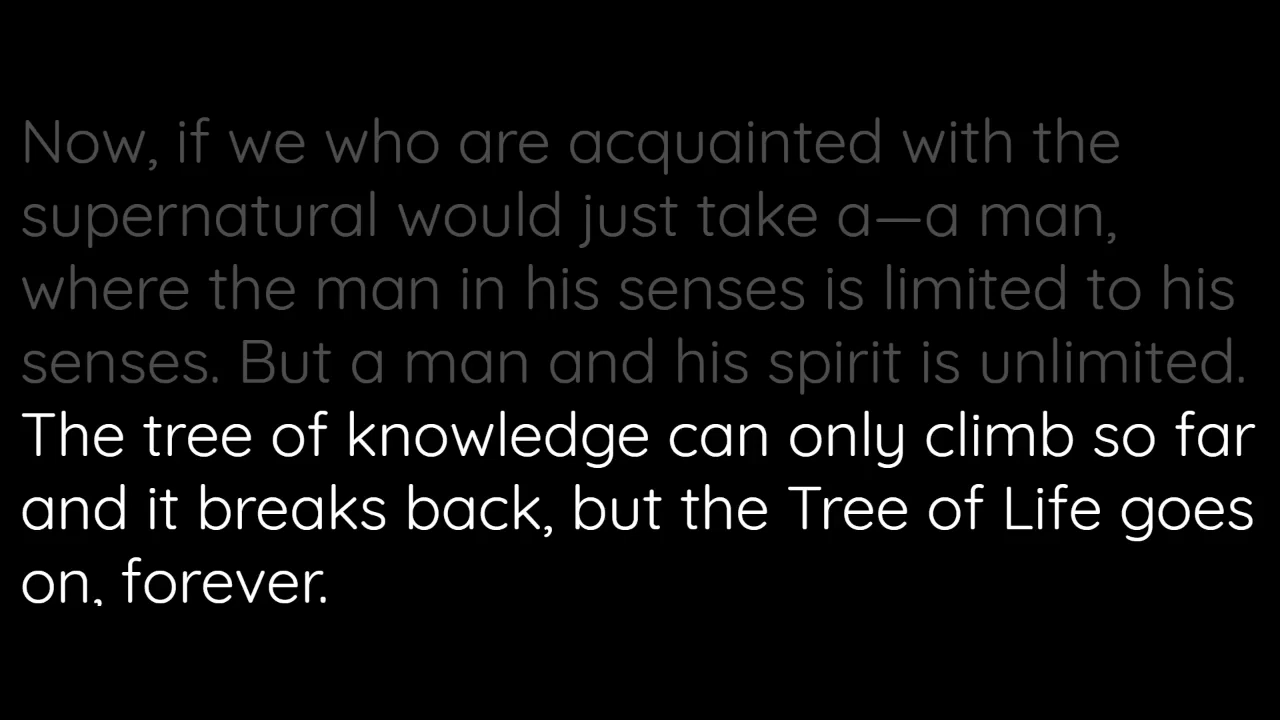 Now, if we who are acquainted with the
supernatural would just take a—a man,
where the man in his senses is limited to his
senses. But a man and his spirit is unlimited.
The tree of knowledge can only climb so far
and it breaks back, but the Tree of Life goes
on, forever.